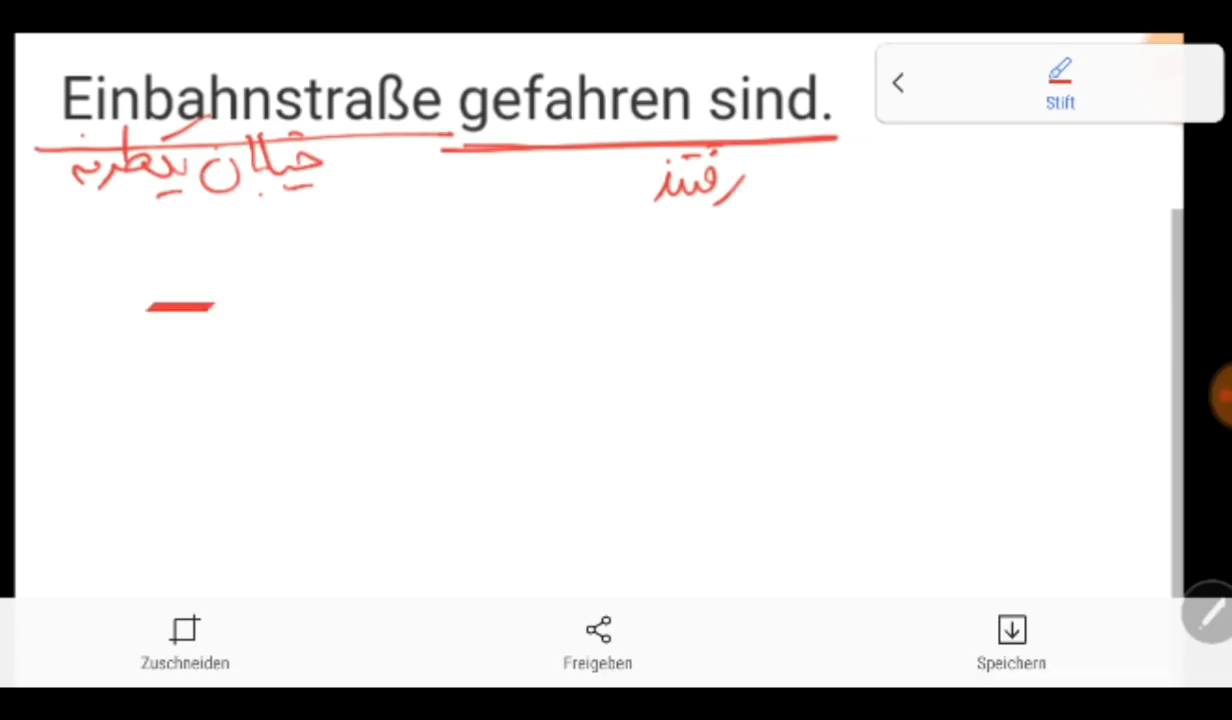 Einbahnstraße gefahren sind.
خیابان یکطرفه
رفتند
Stift
Zuschneiden
Freigeben
Speichern